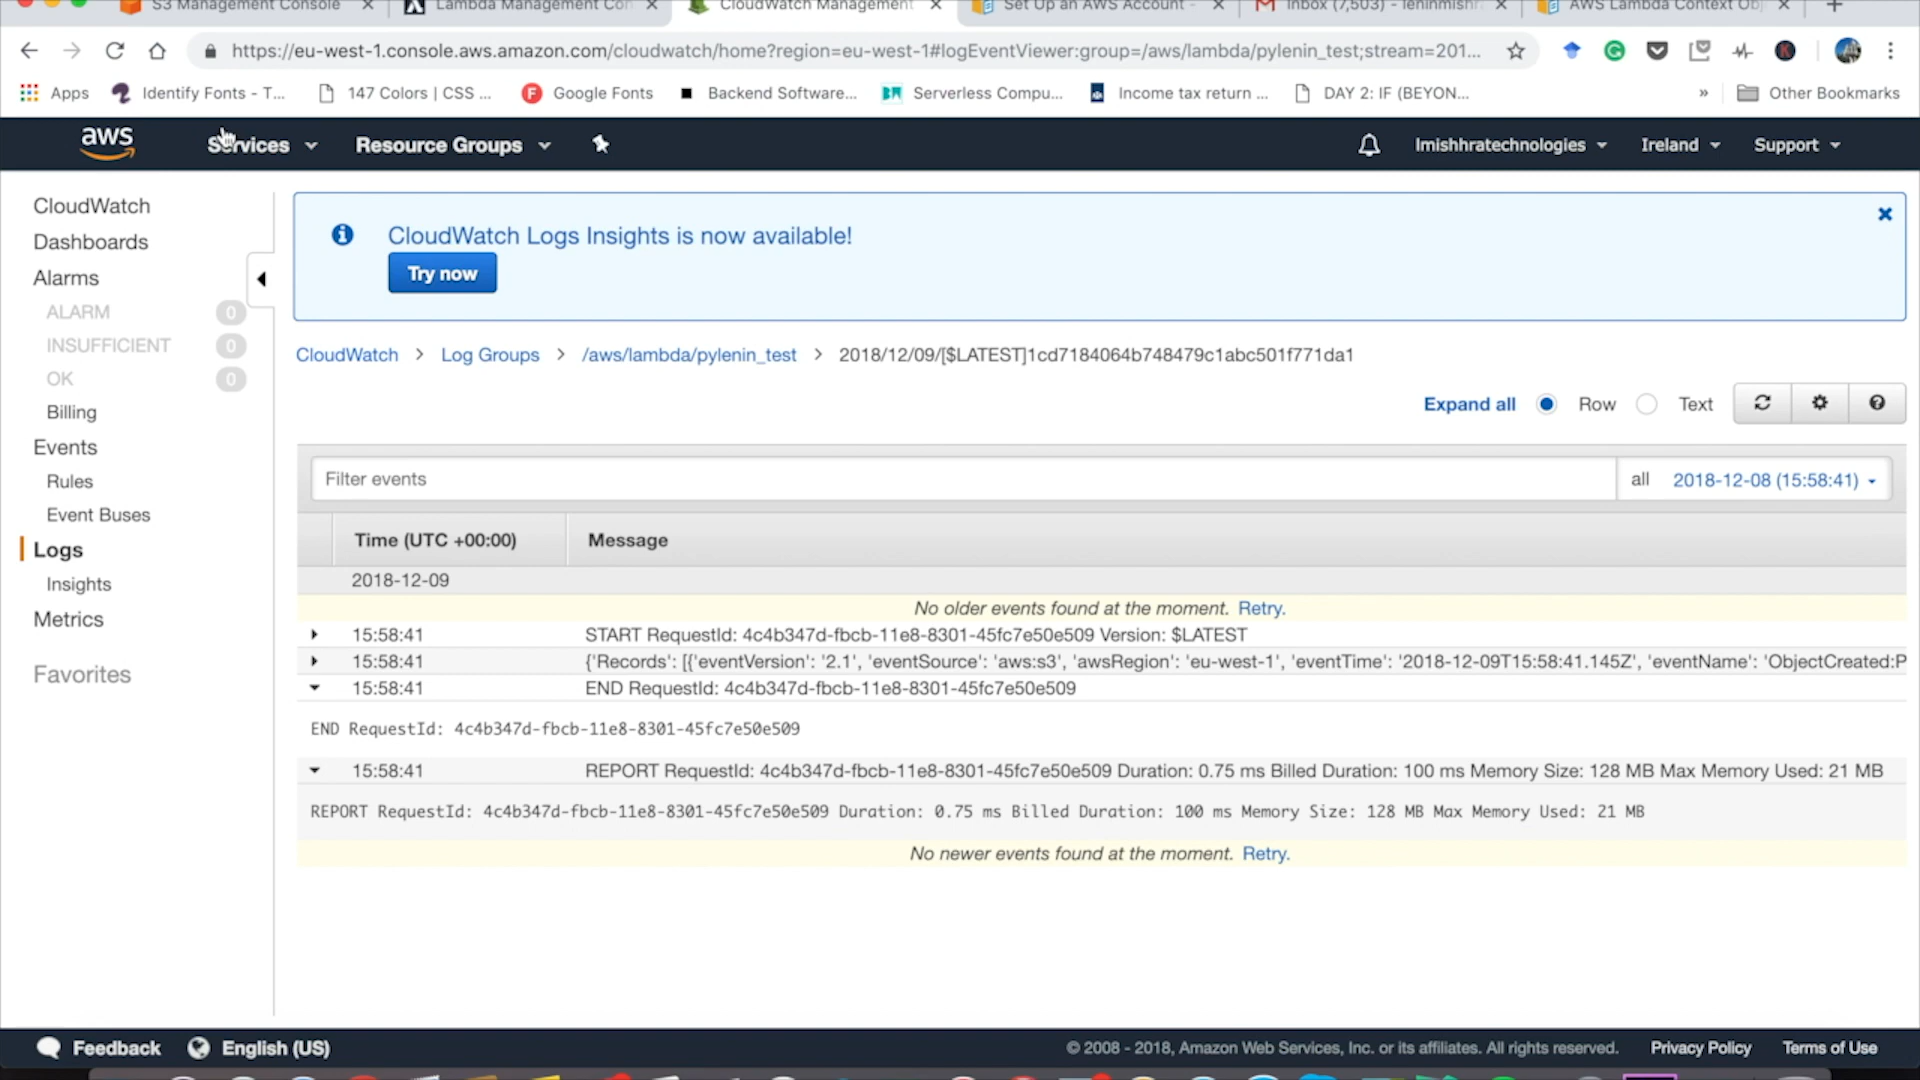 S3 Management Console
Lambda Management Con
CloudWatch Management
Set Up an AWS Account -
Inbox (7,503) - leninmishr
AWS Lambda Context Obj
https://eu-west-1.console.aws.amazon.com/cloudwatch/home?region=eu-west-1#logEventViewer:group=/aws/lambda/pylenin_test;stream=201...
Apps
Identify Fonts - T...
147 Colors | CSS ...
Google Fonts
Backend Software...
Serverless Compu...
Income tax return ...
DAY 2: IF (BEYON...
»
Other Bookmarks
aws
Services
Resource Groups
lmishhratechnologies
Ireland
Support
CloudWatch
Dashboards
Alarms
ALARM 0
INSUFFICIENT 0
OK 0
Billing
Events
Rules
Event Buses
Logs
Insights
Metrics
Favorites
CloudWatch Logs Insights is now available!
Try now
CloudWatch > Log Groups > /aws/lambda/pylenin_test > 2018/12/09/[$LATEST]1cd7184064b748479c1abc501f771da1
Expand all Row Text
Filter events
all 2018-12-08 (15:58:41)
Time (UTC +00:00) Message
2018-12-09
No older events found at the moment. Retry.
15:58:41 START RequestId: 4c4b347d-fbcb-11e8-8301-45fc7e50e509 Version: $LATEST
15:58:41 {'Records': [{'eventVersion': '2.1', 'eventSource': 'aws:s3', 'awsRegion': 'eu-west-1', 'eventTime': '2018-12-09T15:58:41.145Z', 'eventName': 'ObjectCreated:P
15:58:41 END RequestId: 4c4b347d-fbcb-11e8-8301-45fc7e50e509
END RequestId: 4c4b347d-fbcb-11e8-8301-45fc7e50e509
15:58:41 REPORT RequestId: 4c4b347d-fbcb-11e8-8301-45fc7e50e509 Duration: 0.75 ms Billed Duration: 100 ms Memory Size: 128 MB Max Memory Used: 21 MB
REPORT RequestId: 4c4b347d-fbcb-11e8-8301-45fc7e50e509 Duration: 0.75 ms Billed Duration: 100 ms Memory Size: 128 MB Max Memory Used: 21 MB
No newer events found at the moment. Retry.
Feedback
English (US)
© 2008 - 2018, Amazon Web Services, Inc. or its affiliates. All rights reserved.
Privacy Policy
Terms of Use